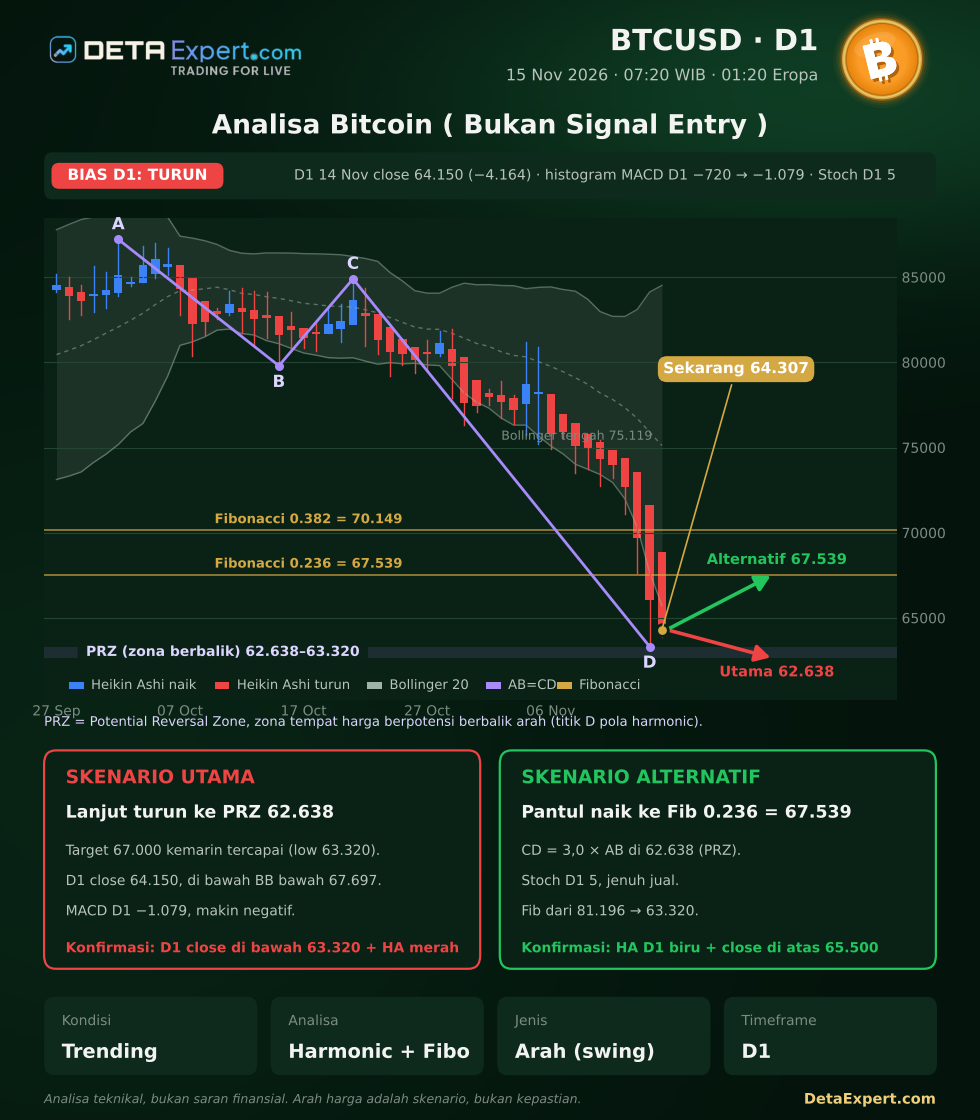 DETA Expert.com
TRADING FOR LIVE
BTCUSD · D1
15 Nov 2026 · 07:20 WIB · 01:20 Eropa
Analisa Bitcoin ( Bukan Signal Entry )
BIAS D1: TURUN
D1 14 Nov close 64.150 (−4.164) · histogram MACD D1 −720 → −1.079 · Stoch D1 5
A
C
B
85000
80000
Sekarang 64.307
Bollinger tengah 75.119
75000
Fibonacci 0.382 = 70.149
70000
Fibonacci 0.236 = 67.539
Alternatif 67.539
65000
PRZ (zona berbalik) 62.638–63.320
D
Utama 62.638
Heikin Ashi naik
Heikin Ashi turun
Bollinger 20
AB=CD
Fibonacci
27 Sep
07 Oct
17 Oct
27 Oct
06 Nov
PRZ = Potential Reversal Zone, zona tempat harga berpotensi berbalik arah (titik D pola harmonic).
SKENARIO UTAMA
Lanjut turun ke PRZ 62.638
Target 67.000 kemarin tercapai (low 63.320).
D1 close 64.150, di bawah BB bawah 67.697.
MACD D1 −1.079, makin negatif.
Konfirmasi: D1 close di bawah 63.320 + HA merah
SKENARIO ALTERNATIF
Pantul naik ke Fib 0.236 = 67.539
CD = 3,0 × AB di 62.638 (PRZ).
Stoch D1 5, jenuh jual.
Fib dari 81.196 → 63.320.
Konfirmasi: HA D1 biru + close di atas 65.500
Kondisi
Trending
Analisa
Harmonic + Fibo
Jenis
Arah (swing)
Timeframe
D1
Analisa teknikal, bukan saran finansial. Arah harga adalah skenario, bukan kepastian.
DetaExpert.com